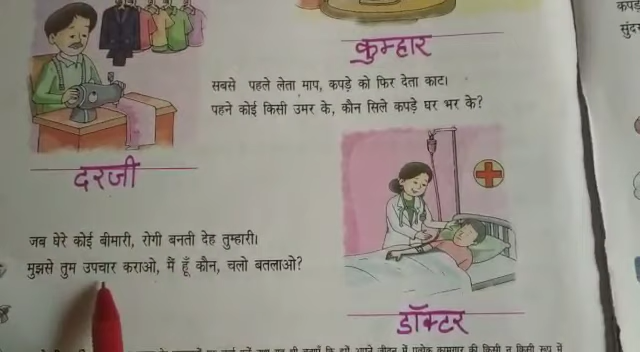 कुम्हार
सबसे पहले लेता माप, कपड़े को फिर देता काट।
पहने कोई किसी उमर के, कौन सिले कपड़े घर भर के?
दरजी
जब घेरे कोई बीमारी, रोगी बनती देह तुम्हारी।
मुझसे तुम उपचार कराओ, मैं हूँ कौन, चलो बतलाओ?
डॉक्टर